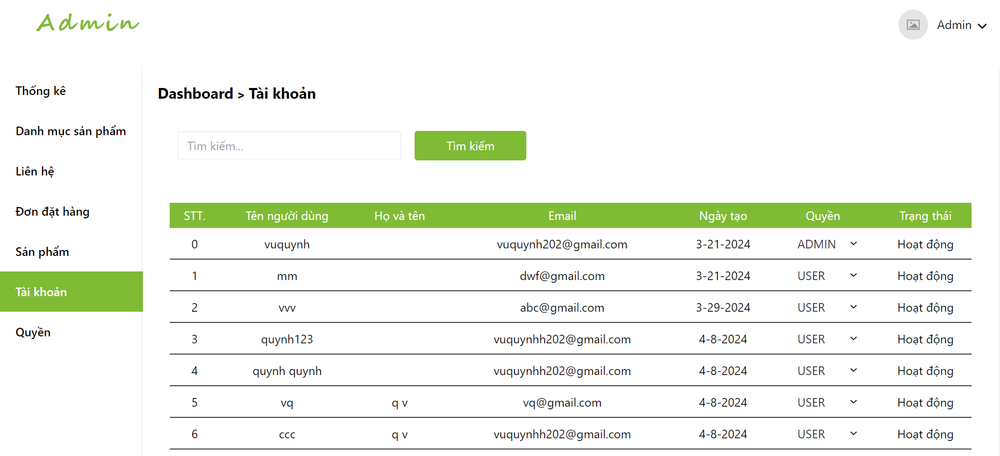 Admin
Admin
Thống kê
Danh mục sản phẩm
Liên hệ
Đơn đặt hàng
Sản phẩm
Tài khoản
Quyền
Dashboard > Tài khoản
Tìm kiếm...
Tìm kiếm
STT. Tên người dùng Họ và tên Email Ngày tạo Quyền Trạng thái
0 vuquynh vuquynh202@gmail.com 3-21-2024 ADMIN Hoạt động
1 mm dwf@gmail.com 3-21-2024 USER Hoạt động
2 vvv abc@gmail.com 3-29-2024 USER Hoạt động
3 quynh123 vuquynhh202@gmail.com 4-8-2024 USER Hoạt động
4 quynh quynh vuquynhh202@gmail.com 4-8-2024 USER Hoạt động
5 vq q v vq@gmail.com 4-8-2024 USER Hoạt động
6 ccc q v vuquynhh202@gmail.com 4-8-2024 USER Hoạt động